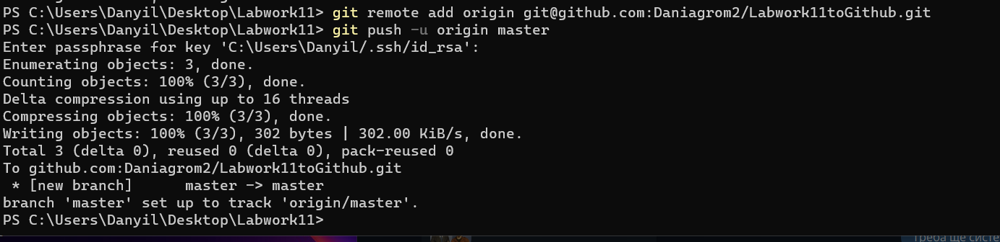 PS C:\Users\Danyil\Desktop\Labwork11> git remote add origin git@github.com:Daniagrom2/Labwork11toGithub.git
PS C:\Users\Danyil\Desktop\Labwork11> git push -u origin master
Enter passphrase for key 'C:\Users\Danyil/.ssh/id_rsa':
Enumerating objects: 3, done.
Counting objects: 100% (3/3), done.
Delta compression using up to 16 threads
Compressing objects: 100% (3/3), done.
Writing objects: 100% (3/3), 302 bytes | 302.00 KiB/s, done.
Total 3 (delta 0), reused 0 (delta 0), pack-reused 0
To github.com:Daniagrom2/Labwork11toGithub.git
 * [new branch]      master -> master
branch 'master' set up to track 'origin/master'.
PS C:\Users\Danyil\Desktop\Labwork11>
Треба ще